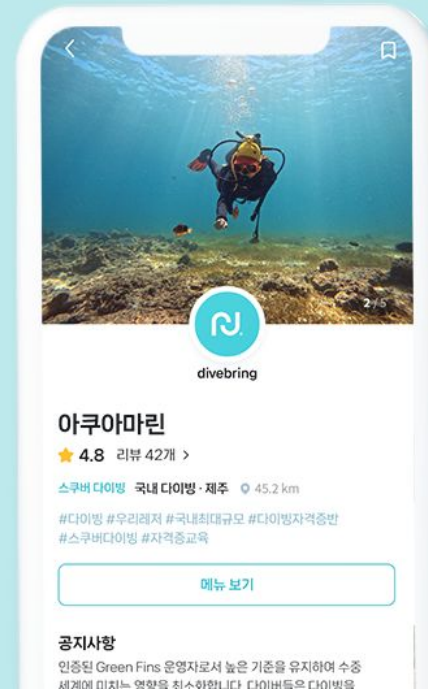 2/5
divebring
아쿠아마린
4.8 리뷰 42개 >
스쿠버 다이빙 국내 다이빙 · 제주 45.2 km
#다이빙 #우리레저 #국내최대규모 #다이빙자격증반
#스쿠버다이빙 #자격증교육
메뉴 보기
공지사항
인증된 Green Fins 운영자로서 높은 기준을 유지하여 수중
세계에 미치는 영향을 최소화합니다. 다이버들은 다이빙을